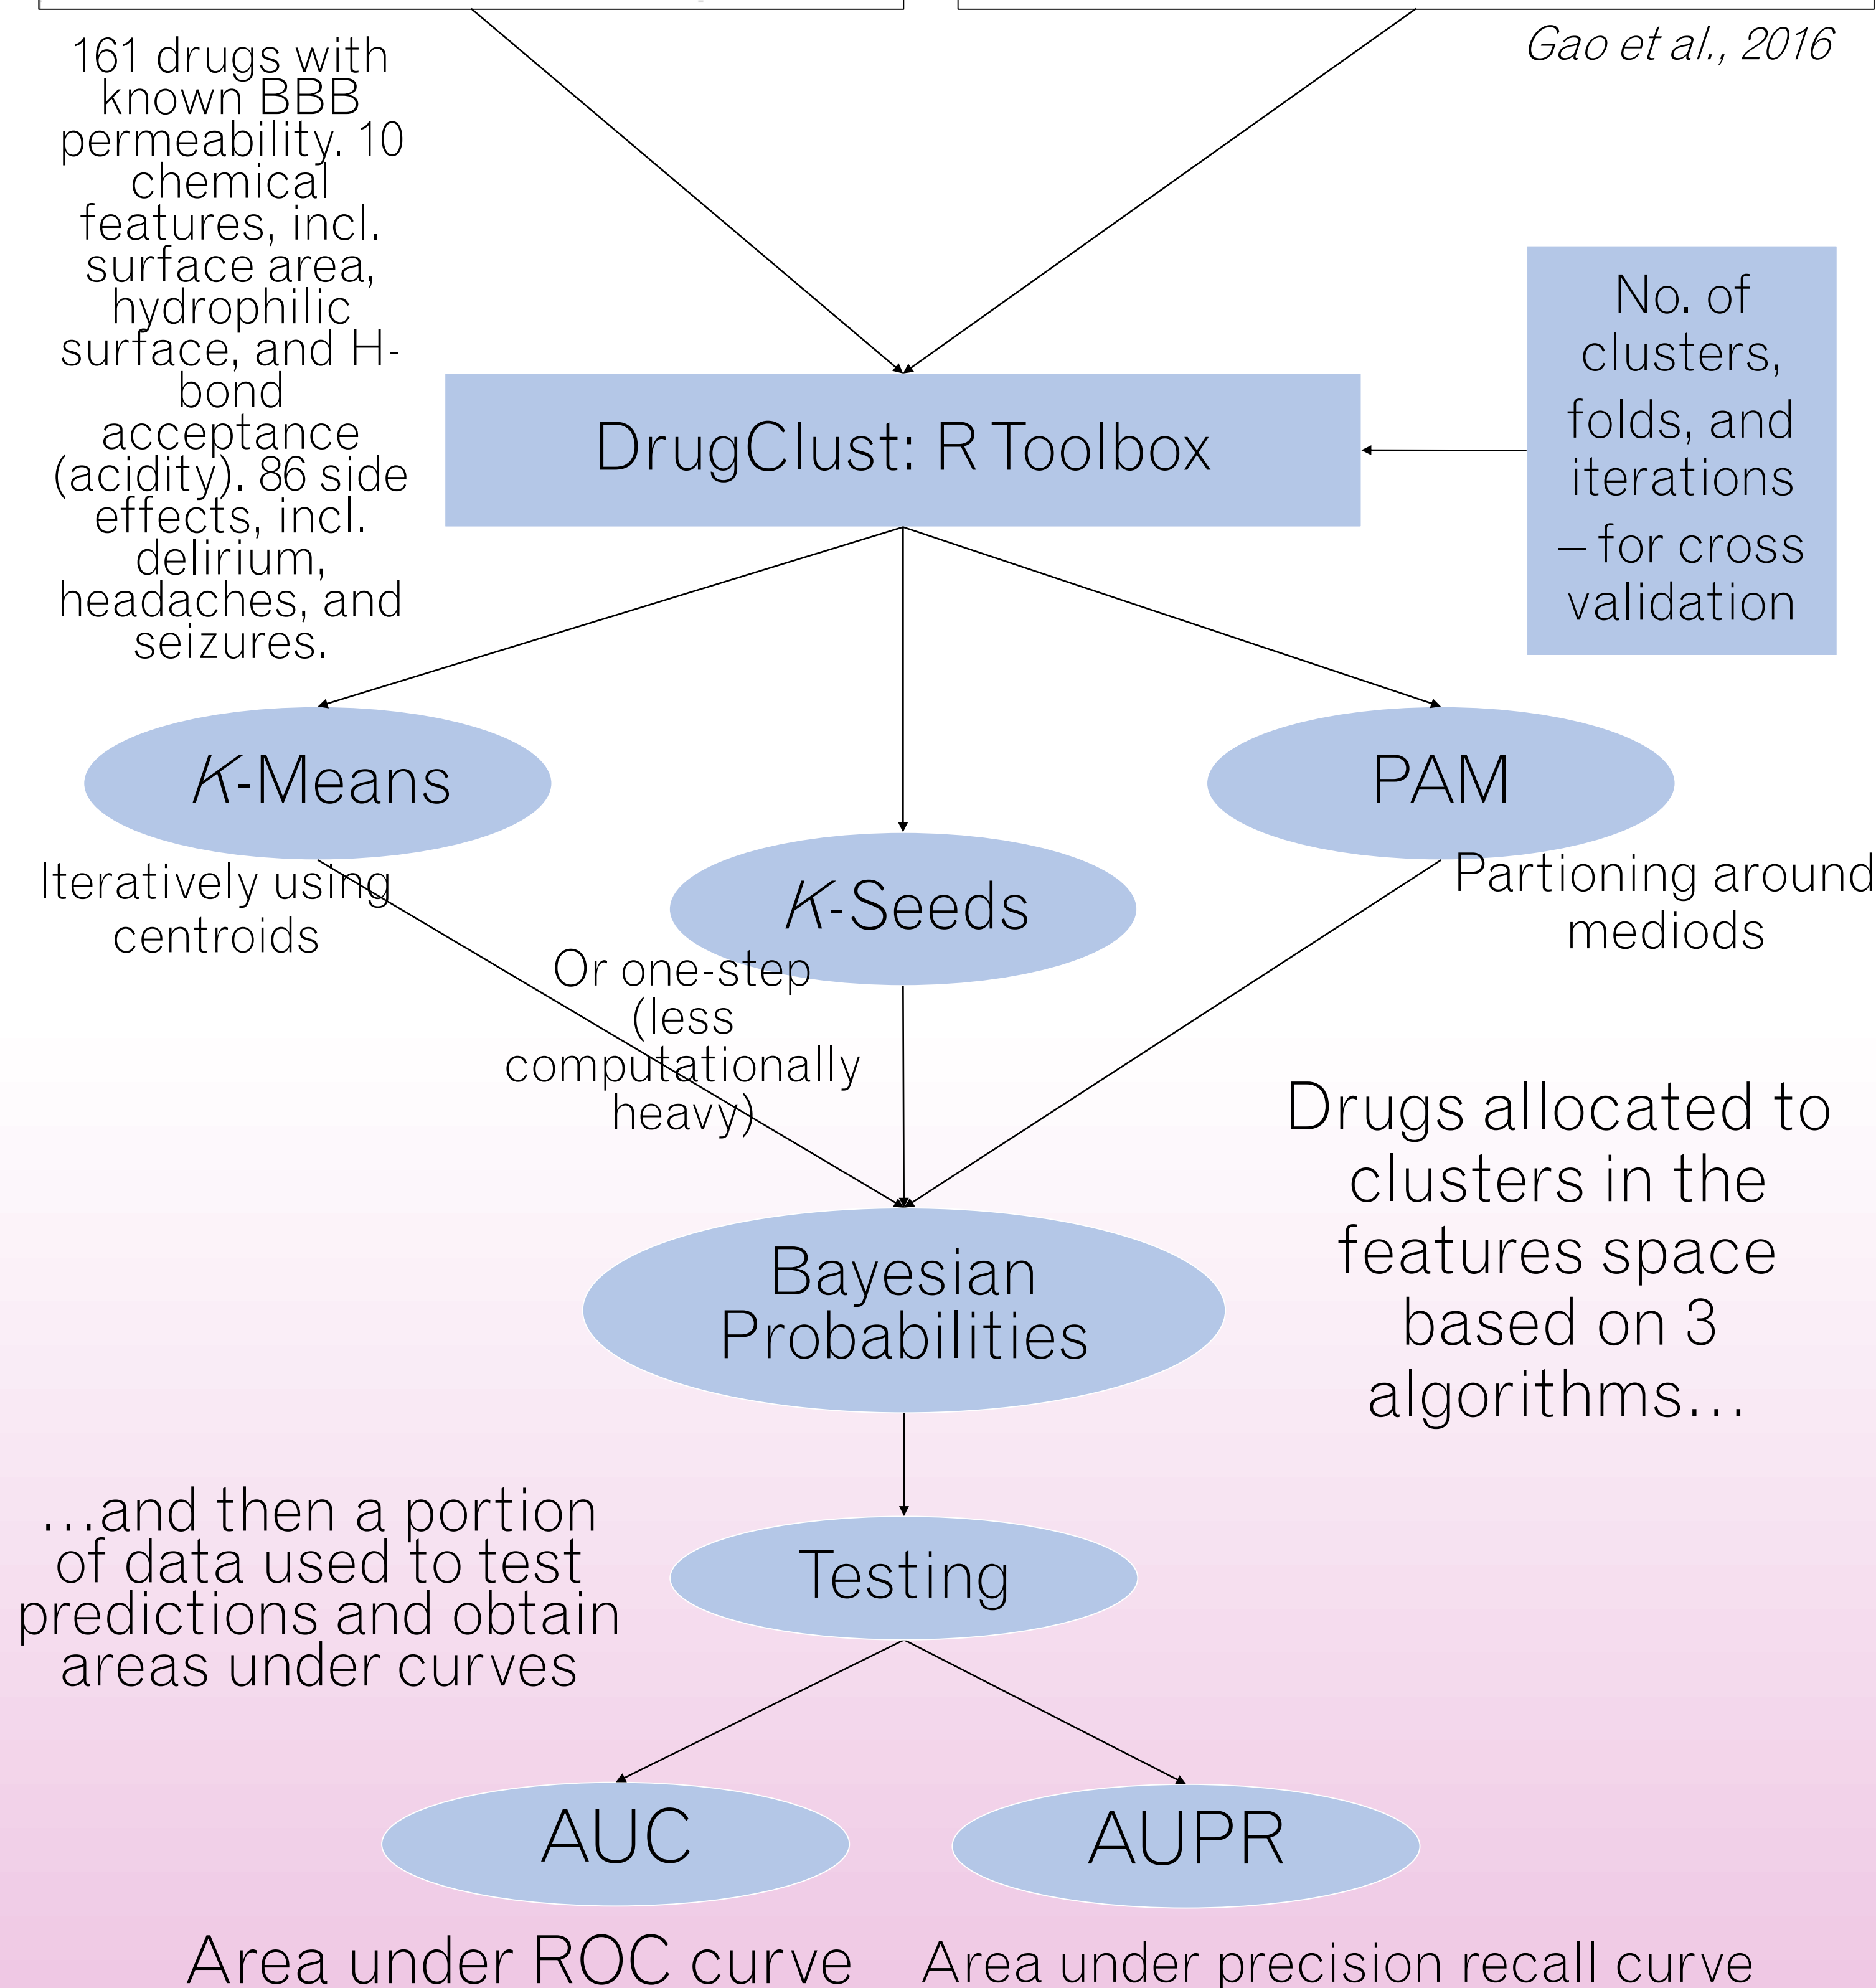 Gao et al., 2016
161 drugs with
known BBB
permeability. 10
chemical
features, incl.
surface area,
hydrophilic
surface, and H-
bond
acceptance
(acidity). 86 side
effects, incl.
delirium,
headaches, and
seizures.
No. of
clusters,
folds, and
iterations
– for cross
validation
DrugClust: R Toolbox
K-Means
PAM
K-Seeds
Iteratively using
centroids
Partioning around
mediods
Or one-step
(less
computationally
heavy)
Drugs allocated to
clusters in the
features space
based on 3
algorithms…
Bayesian
Probabilities
…and then a portion
of data used to test
predictions and obtain
areas under curves
Testing
AUC
AUPR
Area under ROC curve
Area under precision recall curve